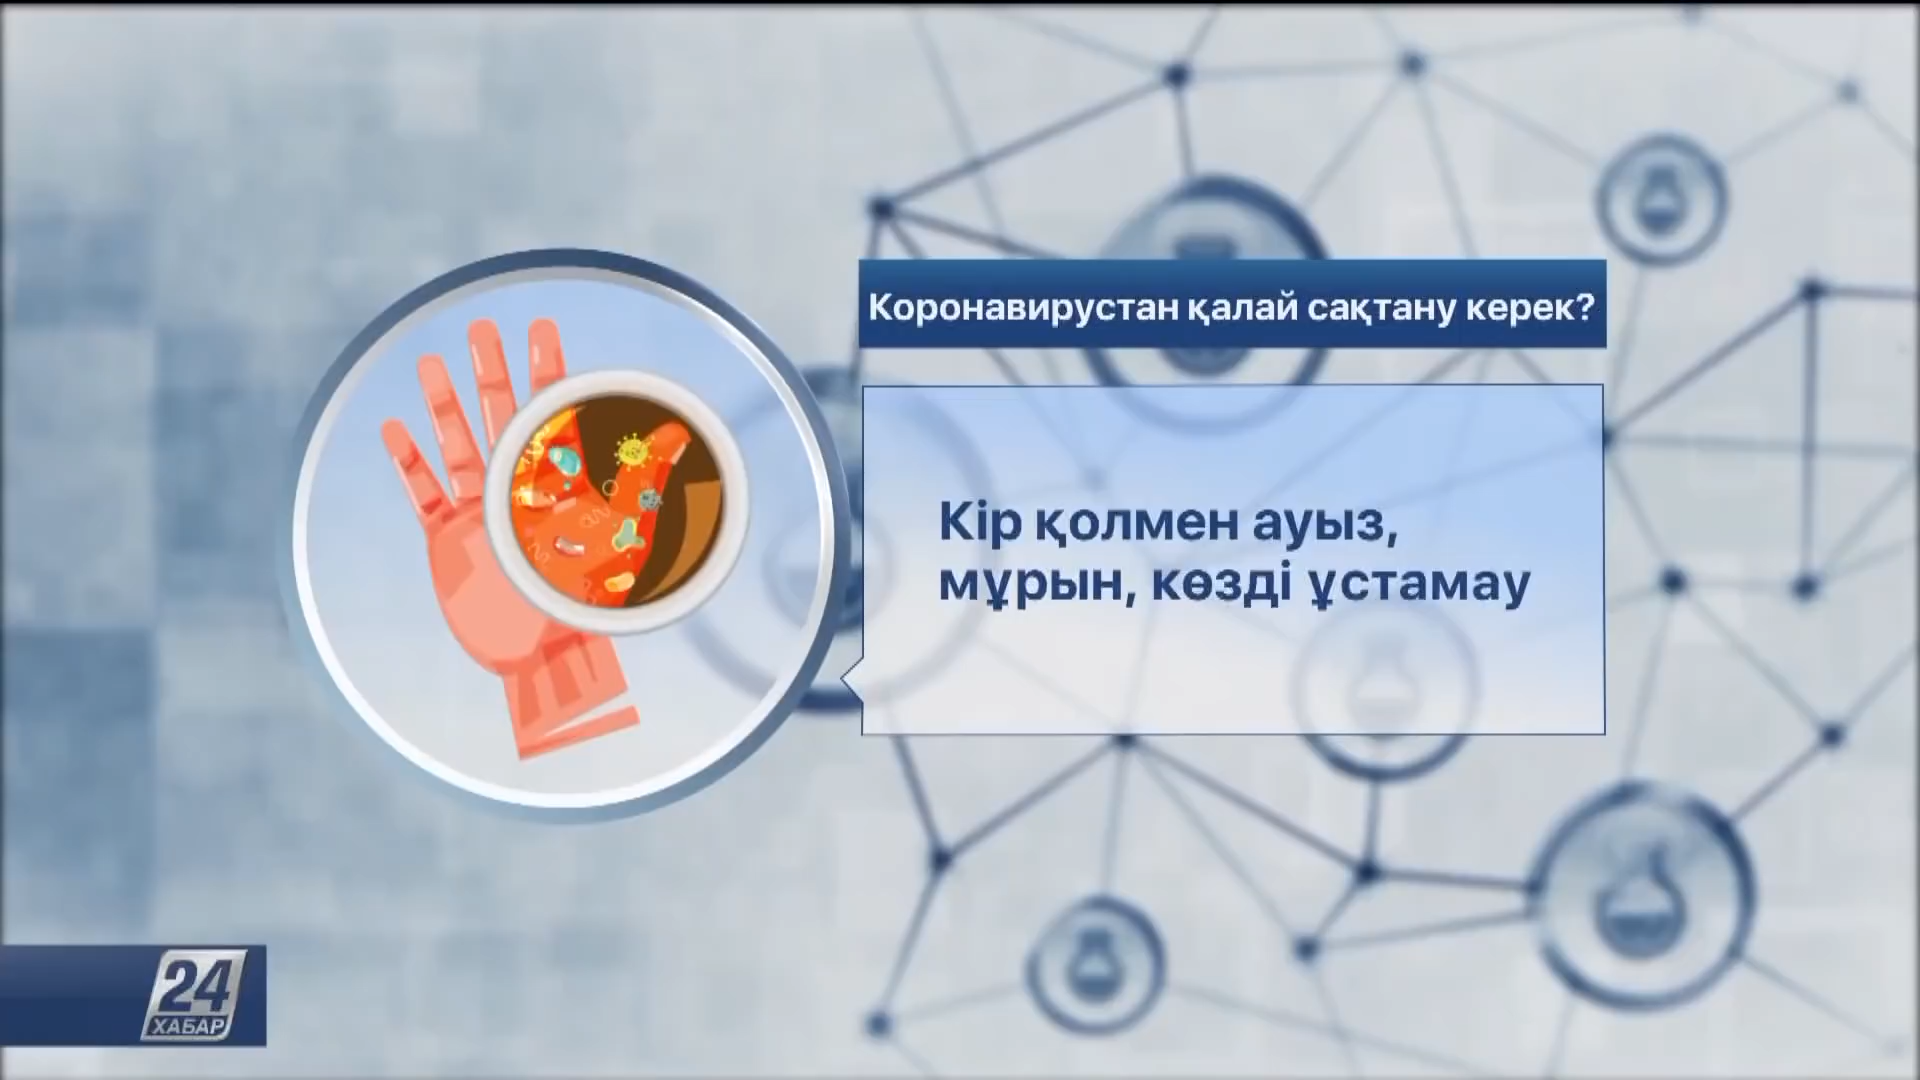 Коронавирустан қалай сақтану керек?
Кір қолмен ауыз,
мұрын, көзді ұстамау
24
ХАБАР